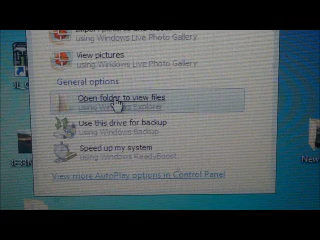 Import pictures
using Windows Live Photo Gallery
View pictures
using Windows Live Photo Gallery
General options
Open folder to view files
using Windows Explorer
Use this drive for backup
using Windows Backup
Speed up my system
using Windows ReadyBoost
View more AutoPlay options in Control Panel
New